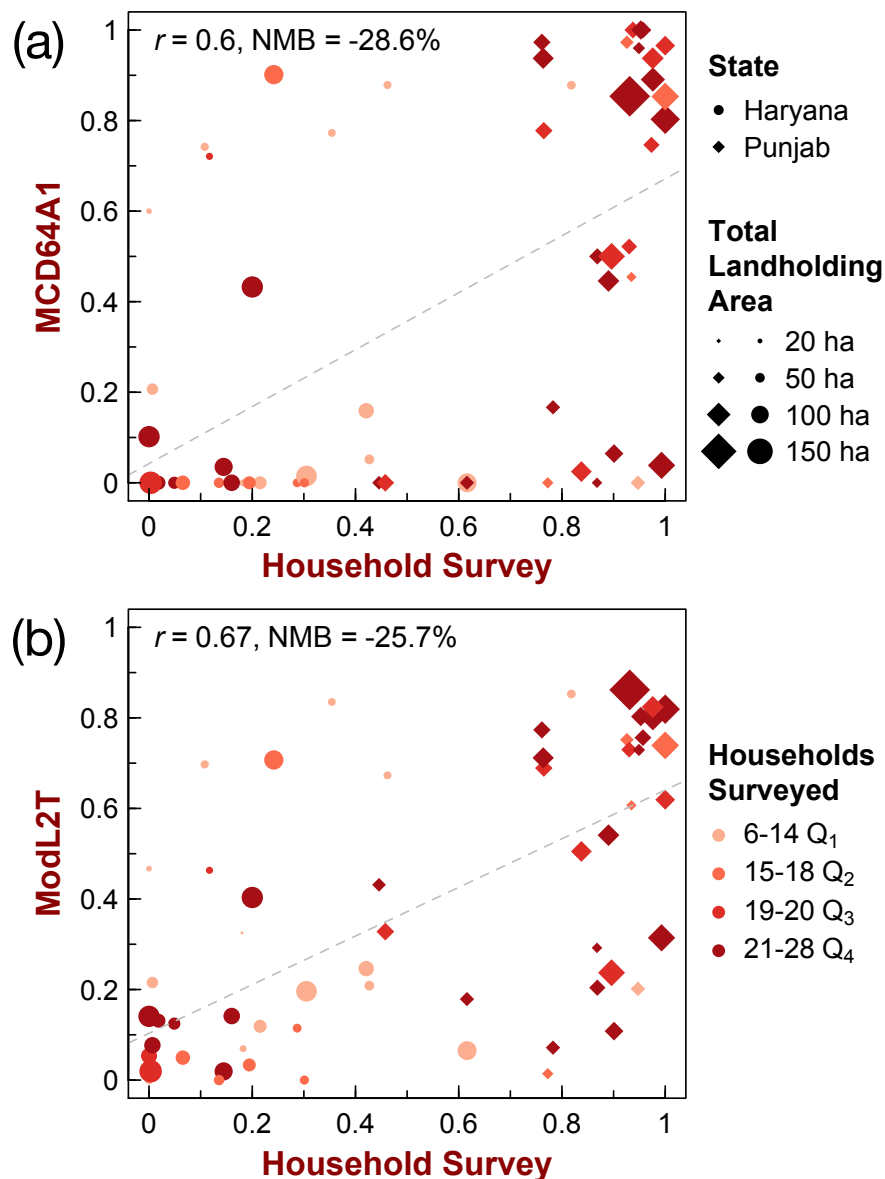 (a)
r = 0.6, NMB = -28.6%
1
0.8
0.6
0.4
0.2
0
MCD64A1
0 0.2 0.4 0.6 0.8 1
Household Survey
State
Haryana
Punjab
Total
Landholding
Area
20 ha
50 ha
100 ha
150 ha
(b)
r = 0.67, NMB = -25.7%
1
0.8
0.6
0.4
0.2
0
ModL2T
0 0.2 0.4 0.6 0.8 1
Household Survey
Households
Surveyed
6-14 Q1
15-18 Q2
19-20 Q3
21-28 Q4